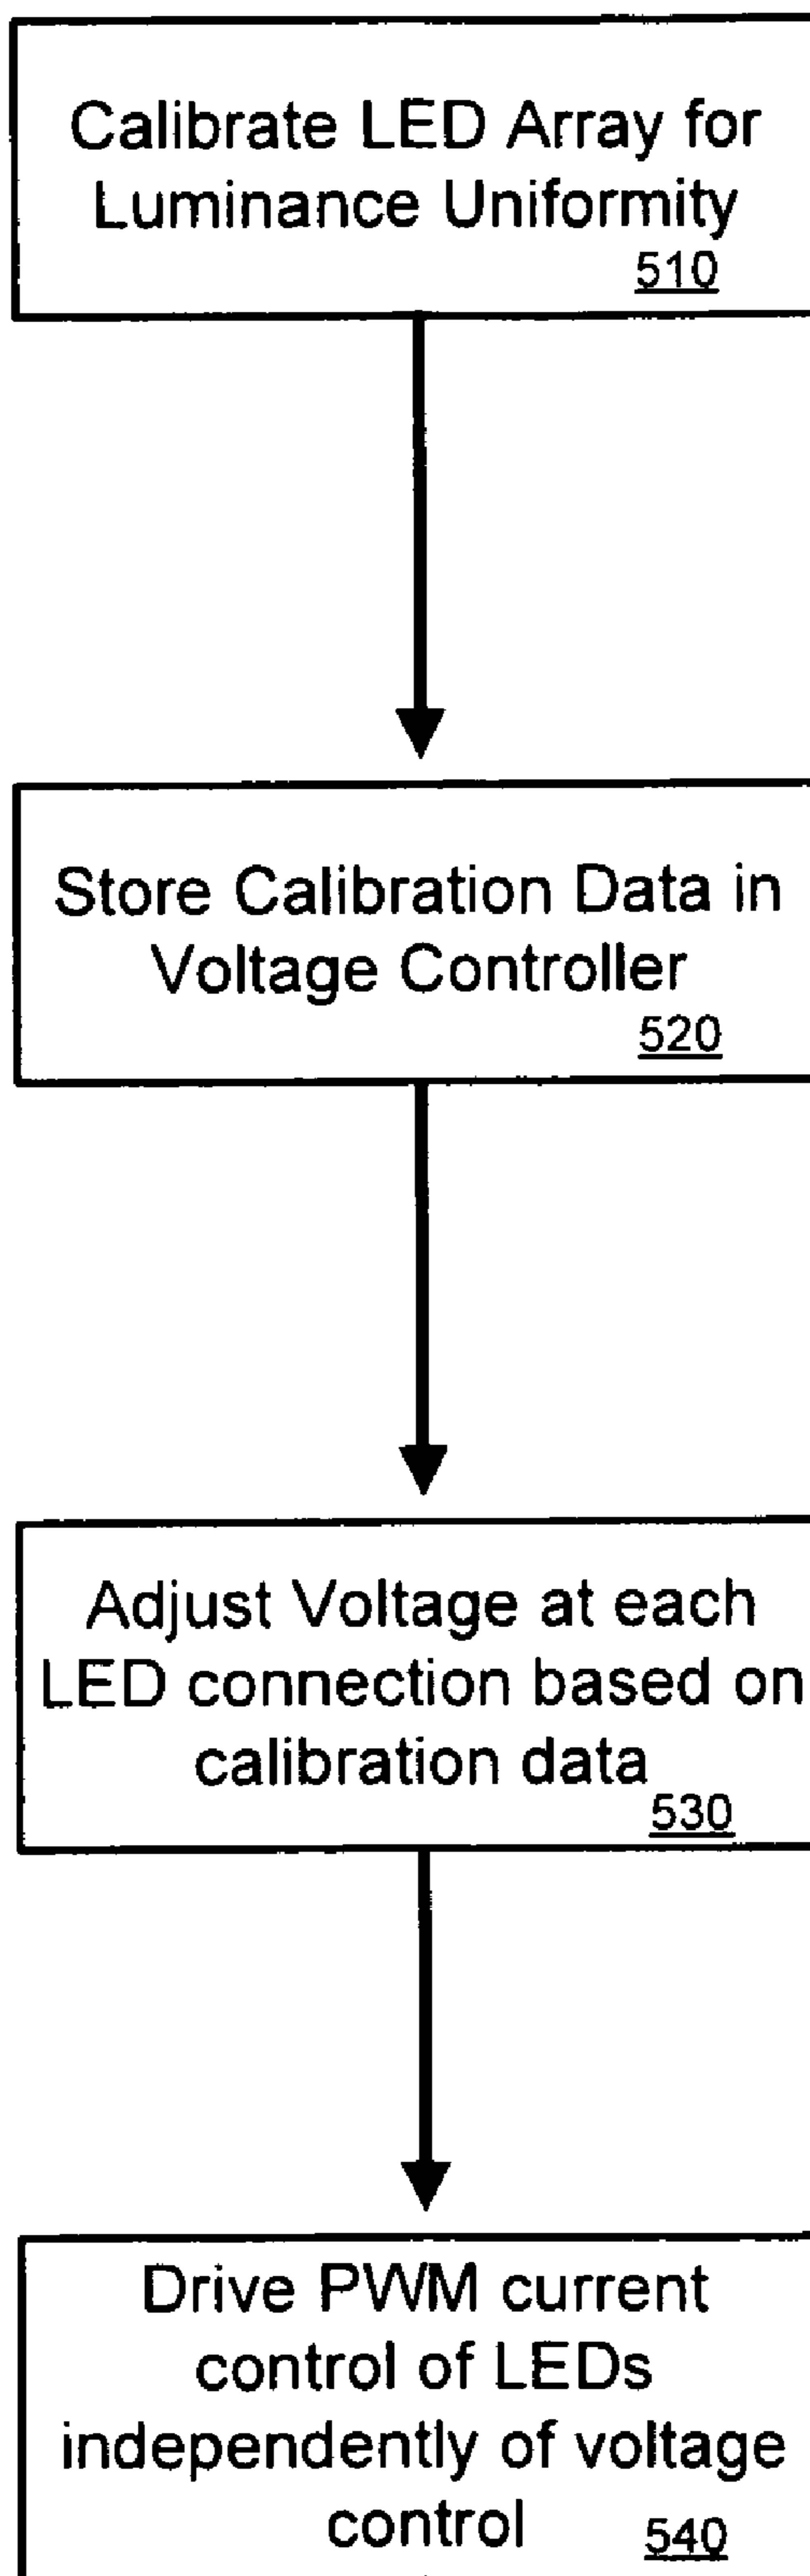 Calibrate LED Array for
Luminance Uniformity
510
Store Calibration Data in
Voltage Controller
520
Adjust Voltage at each
LED connection based on
calibration data
530
Drive PWM current
control of LEDs
independently of voltage
control
540